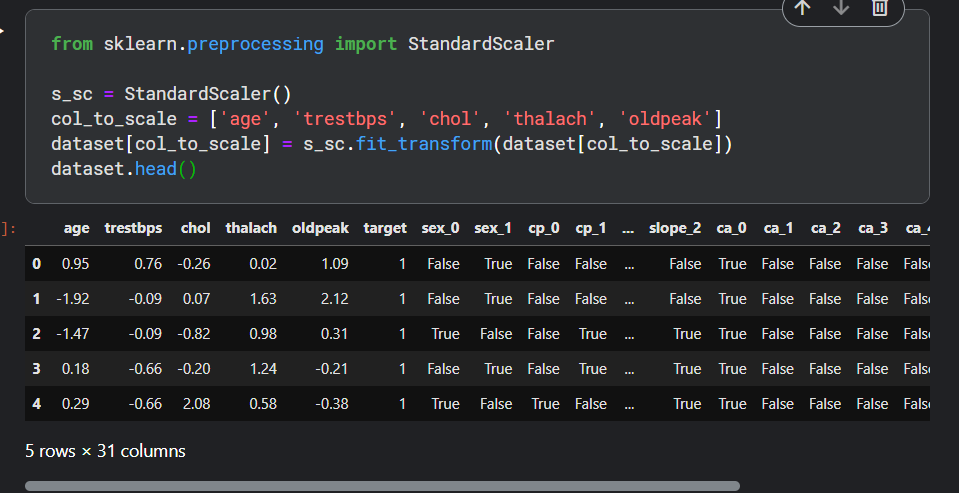 from sklearn.preprocessing import StandardScaler
s_sc = StandardScaler()
col_to_scale = ['age', 'trestbps', 'chol', 'thalach', 'oldpeak']
dataset[col_to_scale] = s_sc.fit_transform(dataset[col_to_scale])
dataset.head()
]:
age trestbps chol thalach oldpeak target sex_0 sex_1 cp_0 cp_1 ... slope_2 ca_0 ca_1 ca_2 ca_3 ca_4
0 0.95 0.76 -0.26 0.02 1.09 1 False True False False ... False True False False False Fals
1 -1.92 -0.09 0.07 1.63 2.12 1 False True False False ... False True False False False Fals
2 -1.47 -0.09 -0.82 0.98 0.31 1 True False False True ... True True False False False Fals
3 0.18 -0.66 -0.20 1.24 -0.21 1 False True False True ... True True False False False Fals
4 0.29 -0.66 2.08 0.58 -0.38 1 True False True False ... True True False False False Fals
5 rows × 31 columns